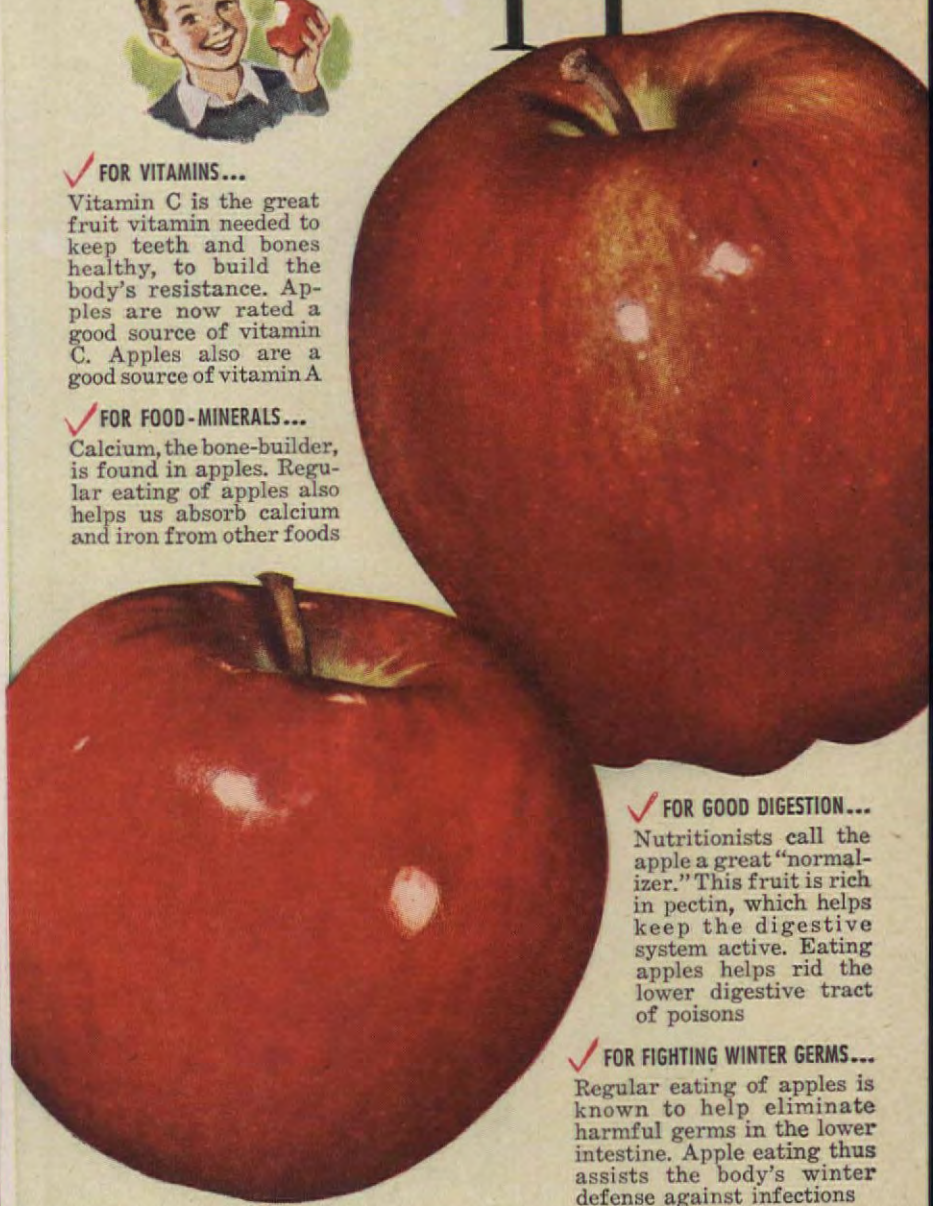 FOR VITAMINS...
Vitamin C is the great
fruit vitamin needed to
keep teeth and bones
healthy, to build the
body's resistance. Ap-
ples are now rated a
good source of vitamin
C. Apples also are a
good source of vitamin A
FOR FOOD-MINERALS...
Calcium, the bone-builder,
is found in apples. Regu-
lar eating of apples also
helps us absorb calcium
and iron from other foods
FOR GOOD DIGESTION...
Nutritionists call the
apple a great "normal-
izer." This fruit is rich
in pectin, which helps
keep the digestive
system active. Eating
apples helps rid the
lower digestive tract
of poisons
FOR FIGHTING WINTER GERMS...
Regular eating of apples is
known to help eliminate
harmful germs in the lower
intestine. Apple eating thus
assists the body's winter
defense against infections